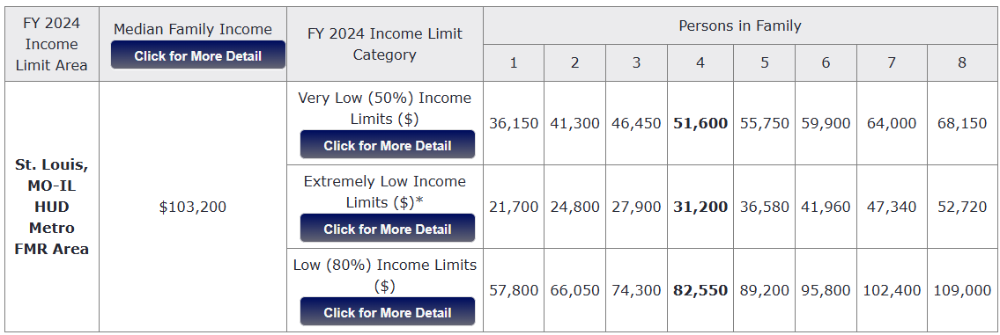 FY 2024
Income
Limit Area
Median Family Income
Click for More Detail
FY 2024 Income Limit
Category
Persons in Family
1 2 3 4 5 6 7 8
St. Louis,
MO-IL
HUD
Metro
FMR Area
$103,200
Very Low (50%) Income
Limits ($)
Click for More Detail
36,150 41,300 46,450 51,600 55,750 59,900 64,000 68,150
Extremely Low Income
Limits ($)*
Click for More Detail
21,700 24,800 27,900 31,200 36,580 41,960 47,340 52,720
Low (80%) Income Limits
($)
Click for More Detail
57,800 66,050 74,300 82,550 89,200 95,800 102,400 109,000